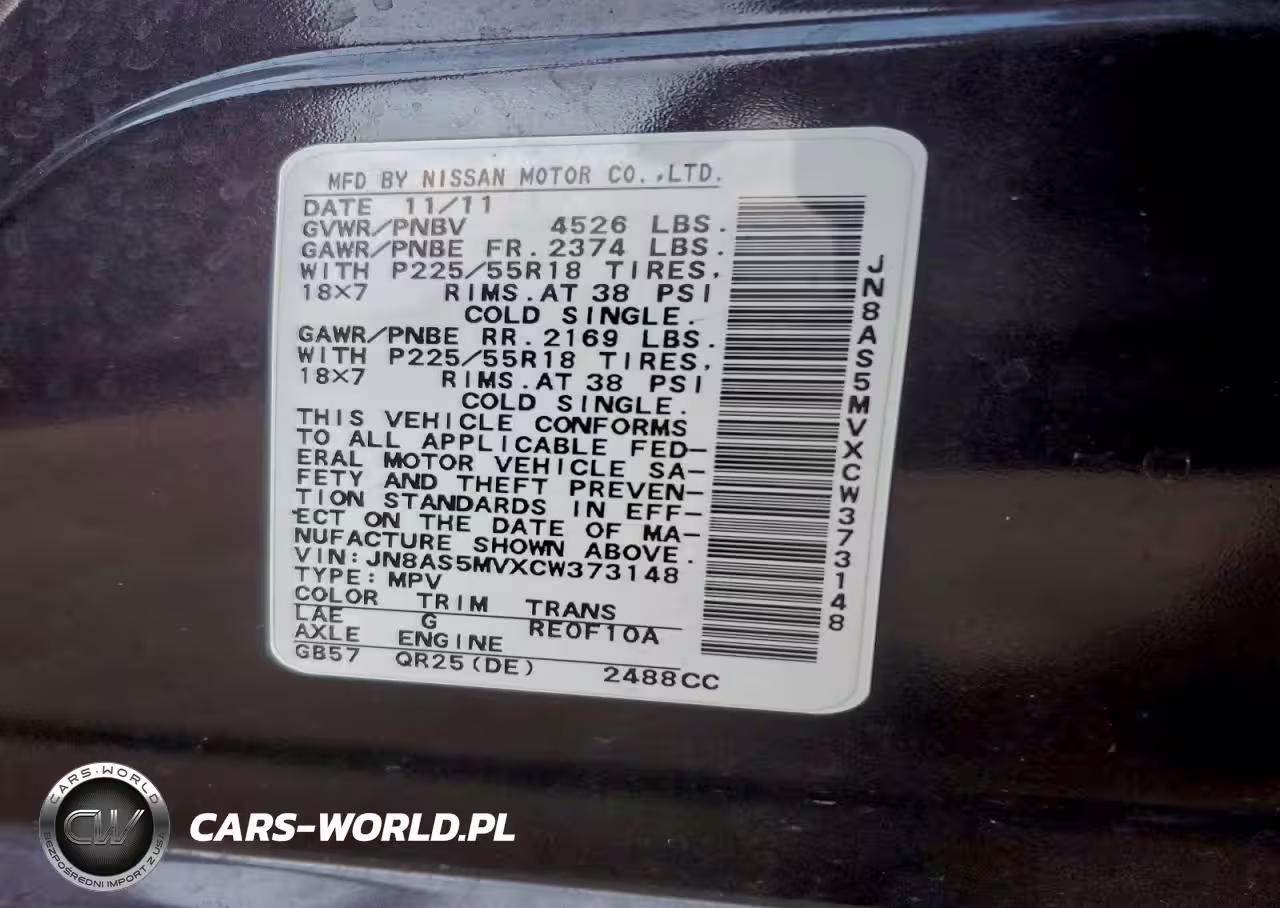 MFD BY NISSAN MOTOR CO.,LTD.
DATE 11/11
GVWR/PNBV 4526 LBS.
GAWR/PNBE FR. 2374 LBS.
WITH P225/55R18 TIRES,
18×7 RIMS.AT 38 PSI
COLD SINGLE.
GAWR/PNBE RR. 2169 LBS.
WITH P225/55R18 TIRES,
18×7 RIMS.AT 38 PSI
COLD SINGLE.
THIS VEHICLE CONFORMS
TO ALL APPLICABLE FED-
ERAL MOTOR VEHICLE SA-
FETY AND THEFT PREVEN-
TION STANDARDS IN EFF-
ECT ON THE DATE OF MA-
NUFACTURE SHOWN ABOVE.
VIN:JN8AS5MVXCW373148
TYPE:MPV
COLOR TRIM TRANS
LAE G RE0F10A
AXLE ENGINE
GB57 QR25(DE) 2488CC
JN8AS5MVXCW373148
CARS-WORLD
CW
BEZPOŚREDNI IMPORT Z USA
CARS-WORLD.PL